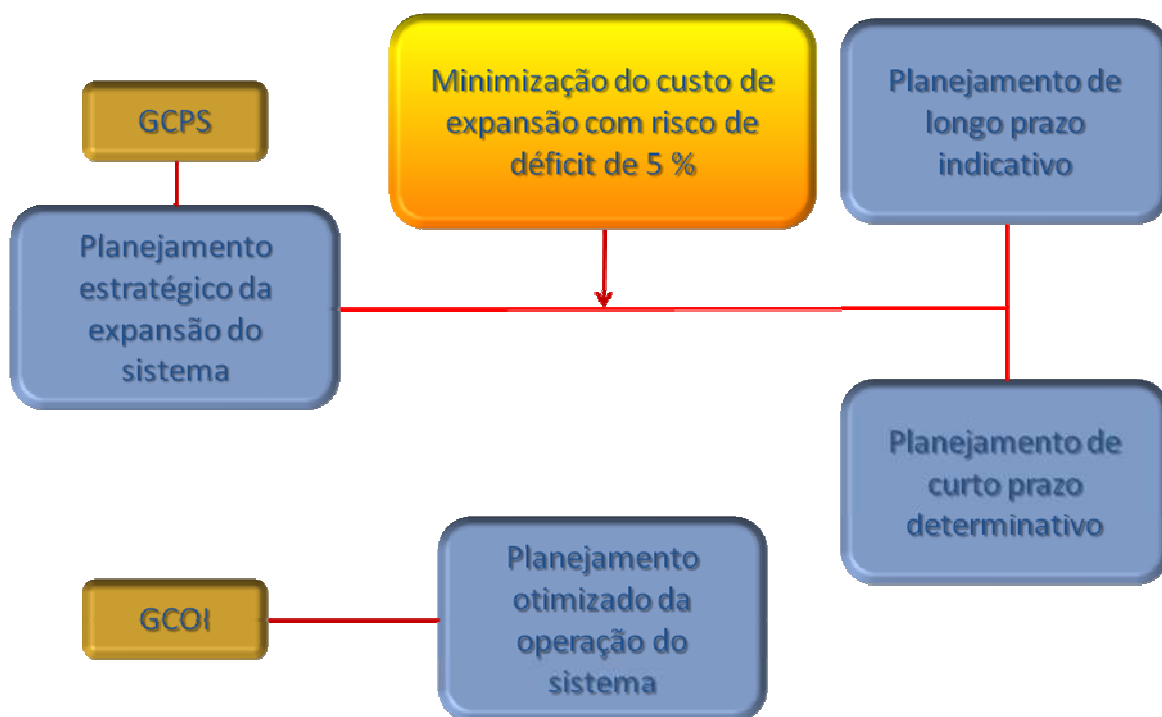 GCPS
Minimização do custo de
expansão com risco de
déficit de 5 %
Planejamento de
longo prazo
indicativo
Planejamento
estratégico da
expansão do
sistema
Planejamento de
curto prazo
determinativo
GCOI
Planejamento
otimizado da
operação do
sistema